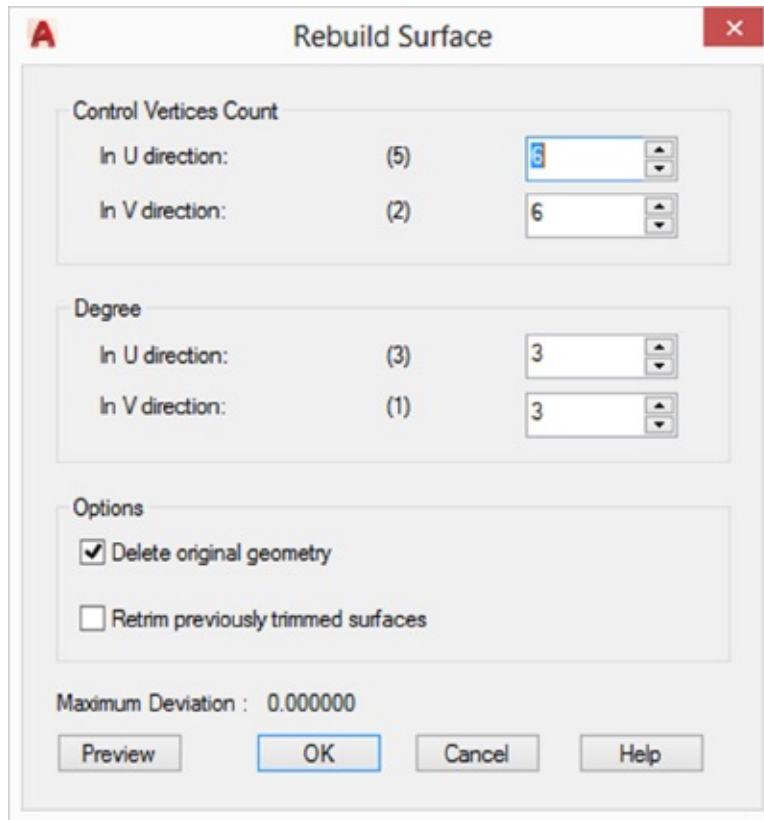 Rebuild Surface
Control Vertices Count
In U direction: (5) 6
In V direction: (2) 6
Degree
In U direction: (3) 3
In V direction: (1) 3
Options
Delete original geometry
Retrim previously trimmed surfaces
Maximum Deviation : 0.000000
Preview OK Cancel Help